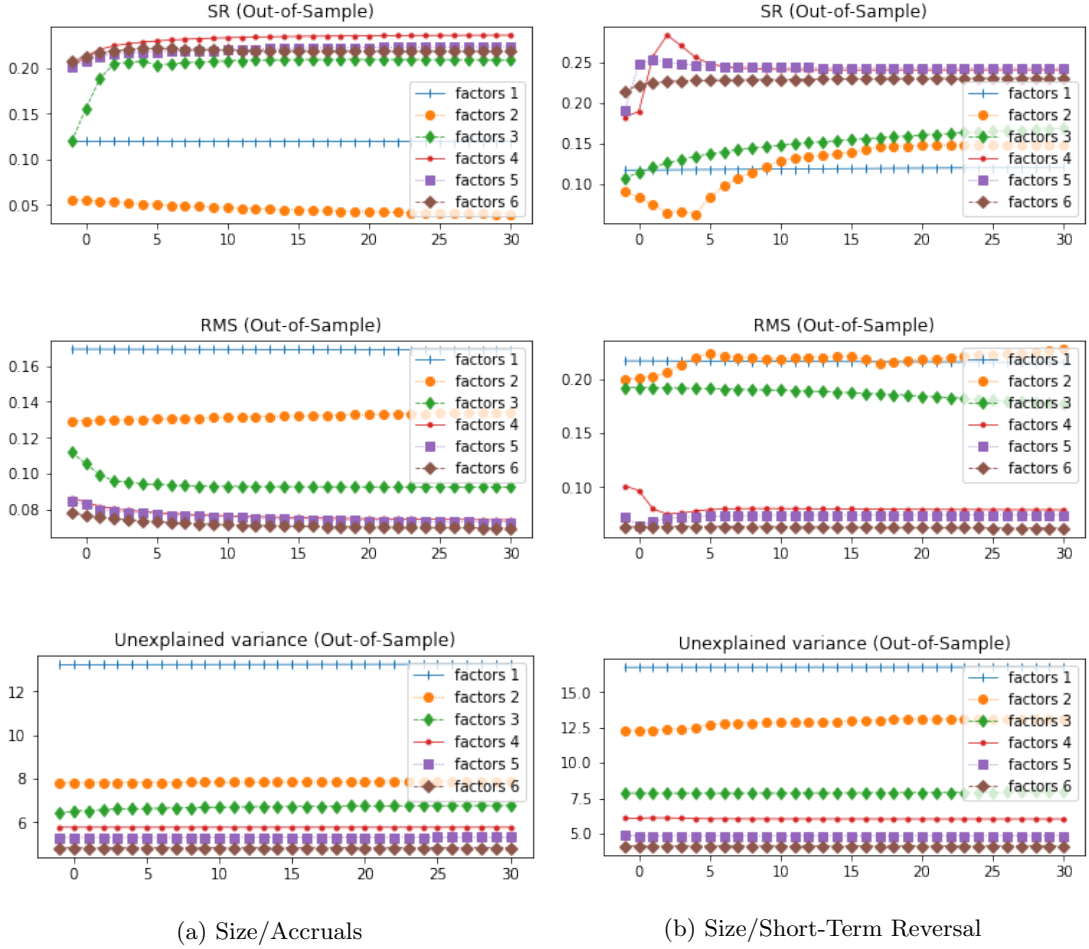 SR (Out-of-Sample)
0.20
0.15
0.10
0.05
0
5
10
15
20
25
30
factors 1
factors 2
factors 3
factors 4
factors 5
factors 6
SR (Out-of-Sample)
0.25
0.20
0.15
0.10
0
5
10
15
20
25
30
factors 1
factors 2
factors 3
factors 4
factors 5
factors 6
RMS (Out-of-Sample)
0.16
0.14
0.12
0.10
0.08
0
5
10
15
20
25
30
factors 1
factors 2
factors 3
factors 4
factors 5
factors 6
RMS (Out-of-Sample)
0.20
0.15
0.10
0
5
10
15
20
25
30
factors 1
factors 2
factors 3
factors 4
factors 5
factors 6
Unexplained variance (Out-of-Sample)
12
10
8
6
0
5
10
15
20
25
30
factors 1
factors 2
factors 3
factors 4
factors 5
factors 6
Unexplained variance (Out-of-Sample)
15.0
12.5
10.0
7.5
5.0
0
5
10
15
20
25
30
factors 1
factors 2
factors 3
factors 4
factors 5
factors 6
(a) Size/Accruals
(b) Size/Short-Term Reversal